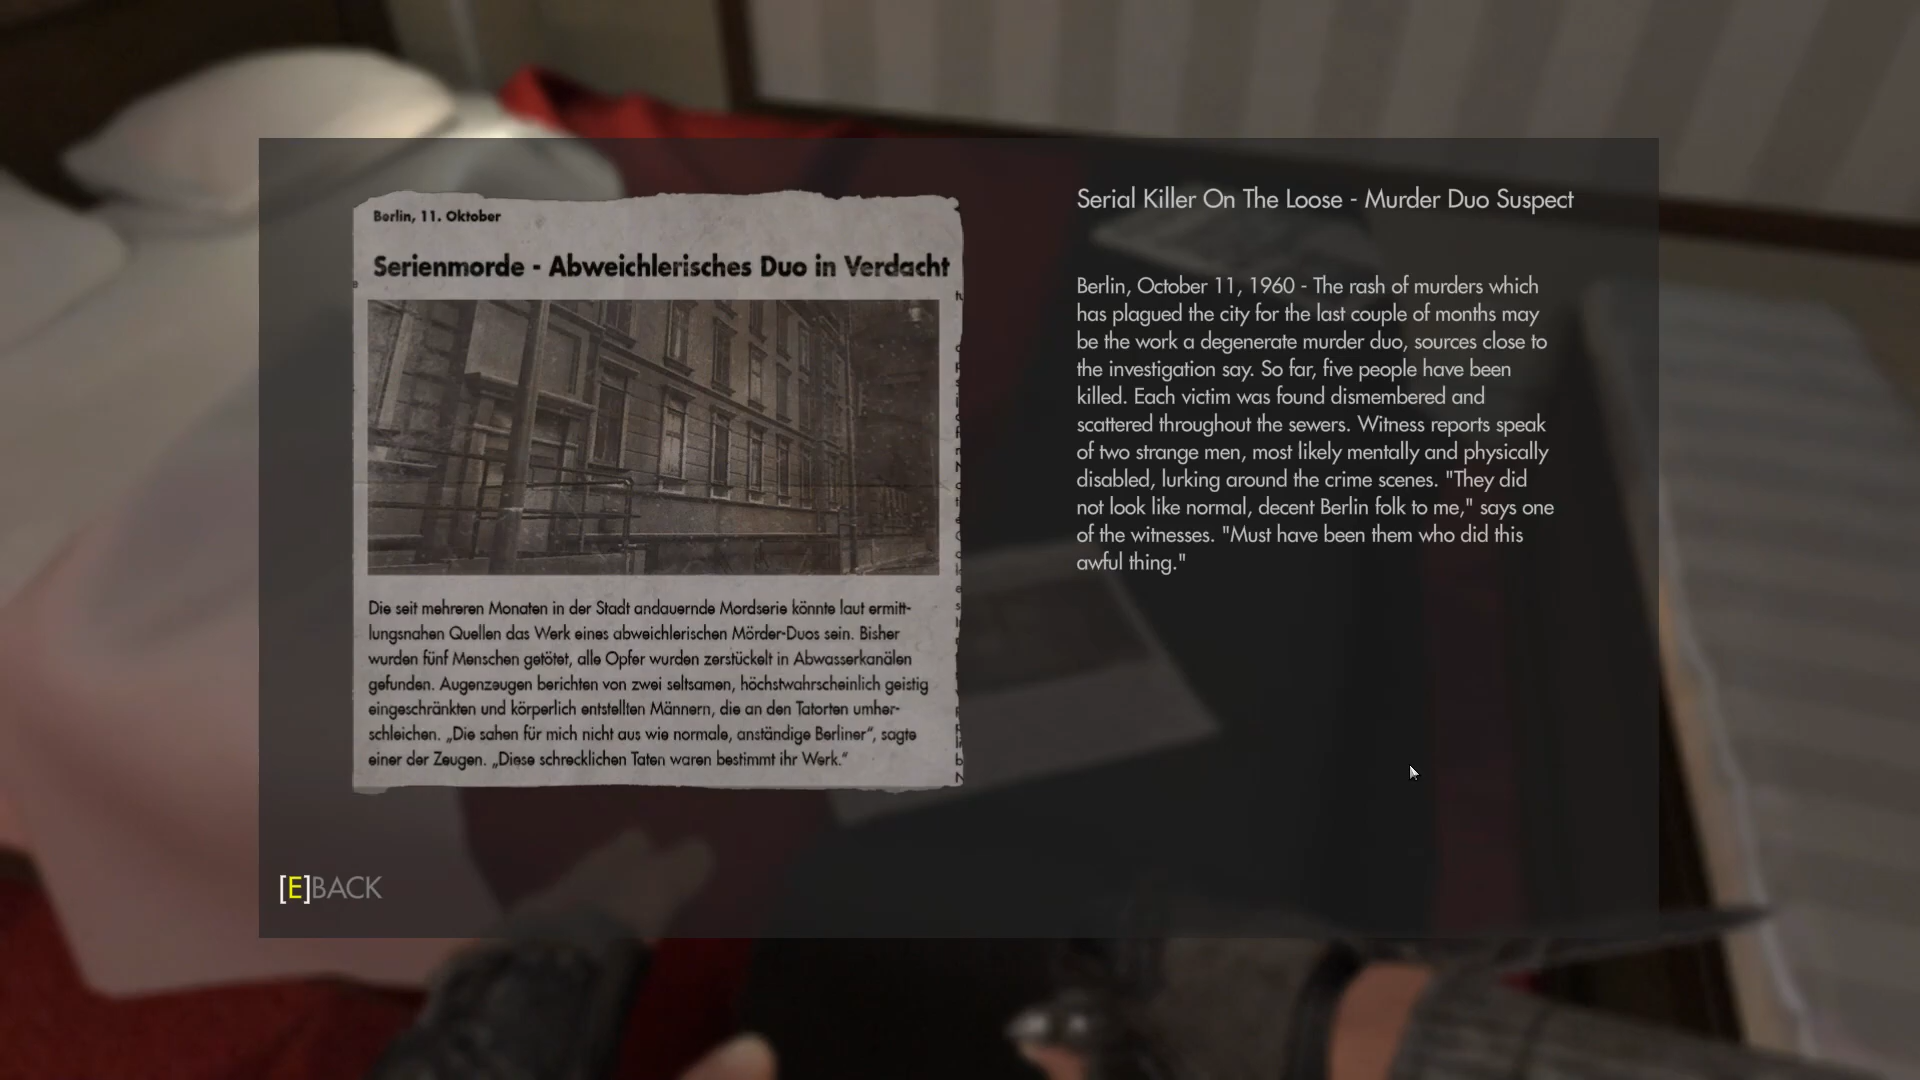 Berlin, 11. Oktober
Serienmorde - Abweichlerisches Duo in Verdacht
Die seit mehreren Monaten in der Stadt andauernde Mordserie könnte laut ermitt-
lungsnahen Quellen das Werk eines abweichlerischen Mörder-Duos sein. Bisher
wurden fünf Menschen getötet, alle Opfer wurden zerstückelt in Abwasserkanälen
gefunden. Augenzeugen berichten von zwei seltsamen, höchstwahrscheinlich geistig
eingeschränkten und körperlich entstellten Männern, die an den Tatorten umher-
schleichen. „Die sahen für mich nicht aus wie normale, anständige Berliner“, sagte
einer der Zeugen. „Diese schrecklichen Taten waren bestimmt ihr Werk.“
Serial Killer On The Loose - Murder Duo Suspect
Berlin, October 11, 1960 - The rash of murders which
has plagued the city for the last couple of months may
be the work a degenerate murder duo, sources close to
the investigation say. So far, five people have been
killed. Each victim was found dismembered and
scattered throughout the sewers. Witness reports speak
of two strange men, most likely mentally and physically
disabled, lurking around the crime scenes. "They did
not look like normal, decent Berlin folk to me," says one
of the witnesses. "Must have been them who did this
awful thing."
[E]BACK